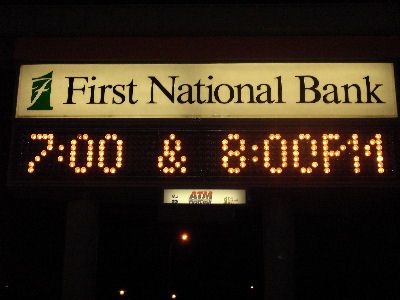 First National Bank
7:00 & 8:00PM
ATM